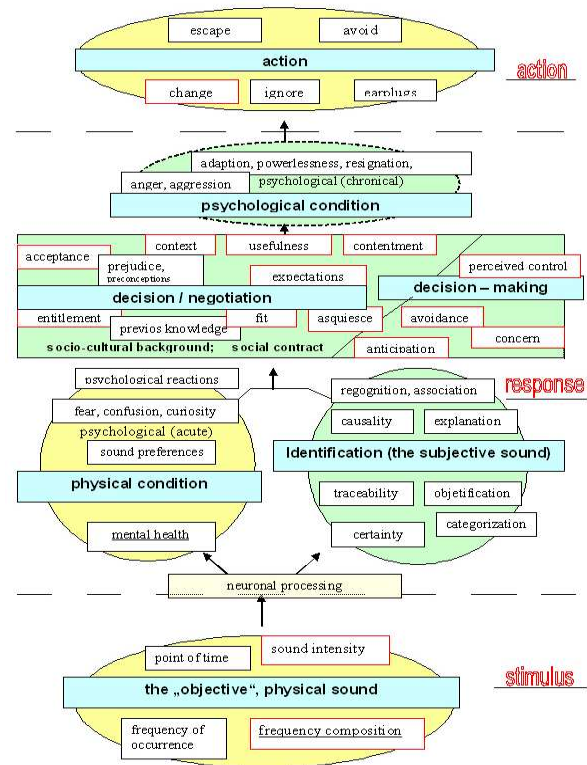 escape
avoid
action
action
change
ignore
earplugs
adaption, powerlessness, resignation,
anger, aggression
psychological (chronical)
psychological condition
context
usefulness
contentment
acceptance
prejudice,
preconceptions
expectations
perceived control
decision / negotiation
decision – making
entitlement
previos knowledge
fit
asquiesce
avoidance
concern
socio-cultural background; social contract
anticipation
psychological reactions
regognition, association
response
fear, confusion, curiosity
causality
explanation
psychological (acute)
sound preferences
Identification (the subjective sound)
physical condition
traceability
objetification
categorization
mental health
certainty
neuronal processing
point of time
sound intensity
stimulus
the „objective“, physical sound
frequency of
occurrence
frequency composition